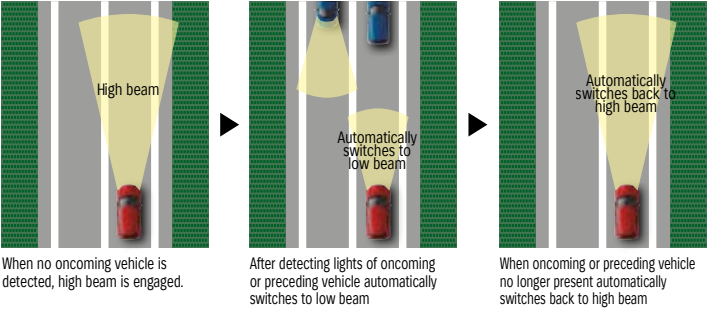 High beam
When no oncoming vehicle is
detected, high beam is engaged.
Automatically
switches to
low beam
After detecting lights of oncoming
or preceding vehicle automatically
switches to low beam
Automatically
switches back to
high beam
When oncoming or preceding vehicle
no longer present automatically
switches back to high beam